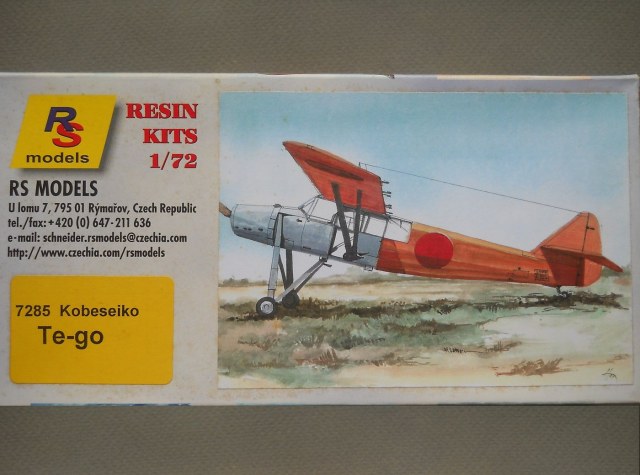 RS
models
RESIN
KITS
1/72
RS MODELS
U lomu 7, 795 01 Rýmařov, Czech Republic
tel./fax: +420 (0) 647-211 636
e-mail: schneider.rsmodels@czechia.com
http://www.czechia.com/rsmodels
7285 Kobeseiko
Te-go